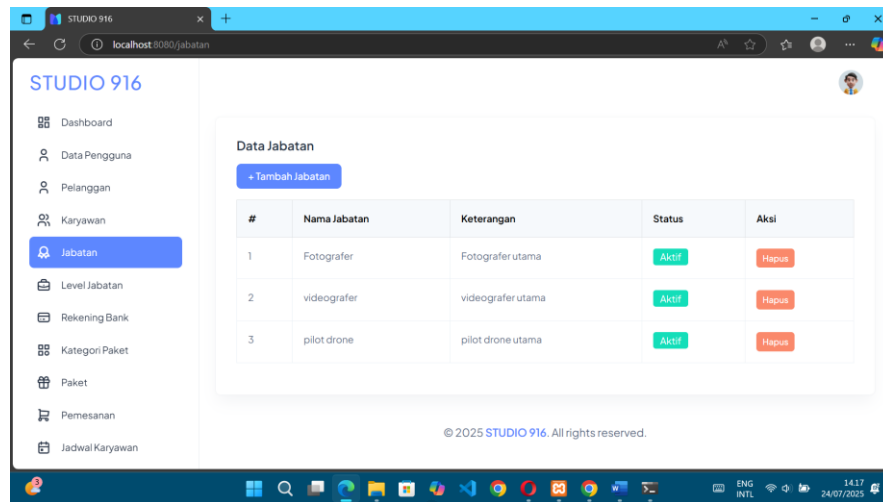 STUDIO 916
localhost:8080/jabatan
STUDIO 916
Dashboard
Data Pengguna
Pelanggan
Karyawan
Jabatan
Level Jabatan
Rekening Bank
Kategori Paket
Paket
Pemesanan
Jadwal Karyawan
Data Jabatan
+ Tambah Jabatan
# Nama Jabatan Keterangan Status Aksi
1 Fotografer Fotografer utama Aktif Hapus
2 videografer videografer utama Aktif Hapus
3 pilot drone pilot drone utama Aktif Hapus
© 2025 STUDIO 916. All rights reserved.
3
ENG
INTL
14.17
24/07/2025